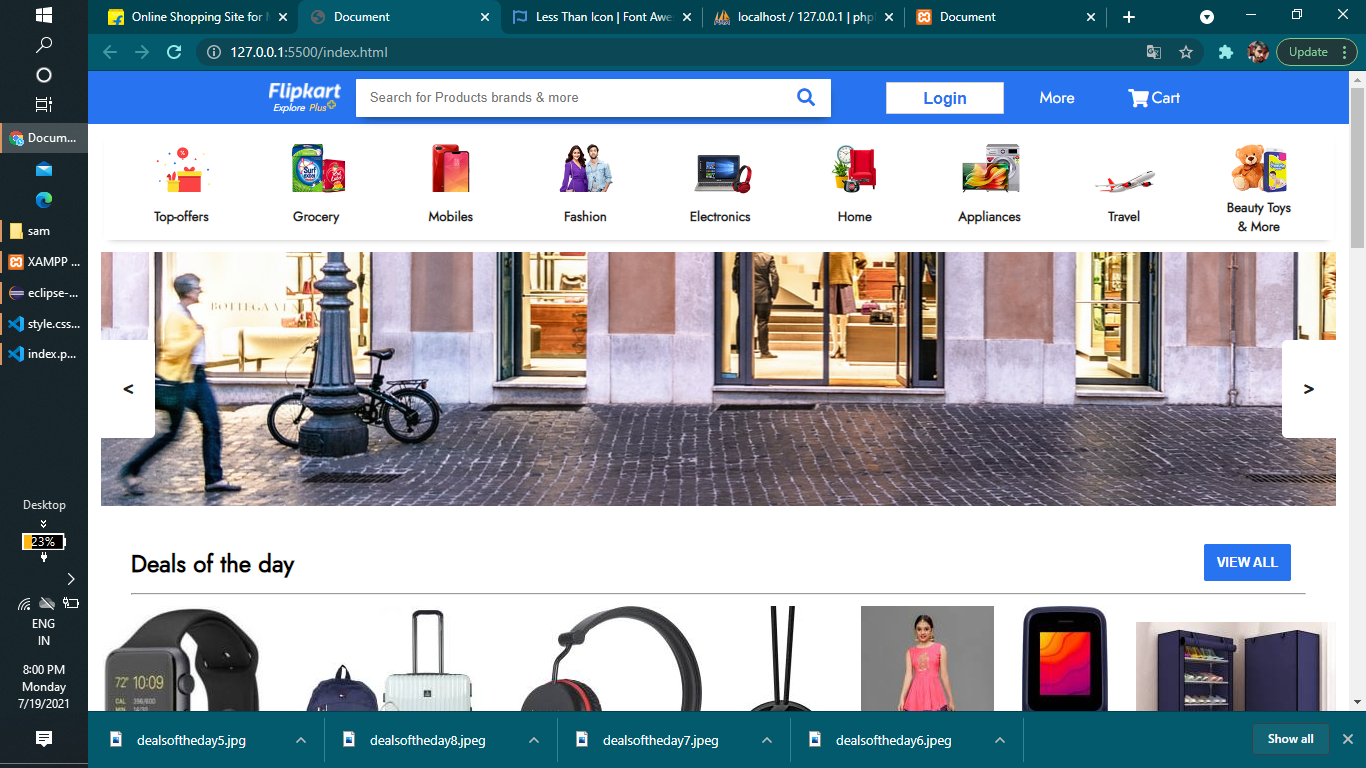 Online Shopping Site for M
Document
Less Than Icon | Font Awe
localhost / 127.0.0.1 | php
Document
127.0.0.1:5500/index.html
Update
Flipkart
Explore Plus
Search for Products brands & more
Login
More
Cart
Top-offers
Grocery
Mobiles
Fashion
Electronics
Home
Appliances
Travel
Beauty Toys
& More
BOTTEGA VEN
<
>
Deals of the day
VIEW ALL
72° 10:09
Docum...
sam
XAMPP ...
eclipse-...
style.css...
index.p...
Desktop
23%
ENG
IN
8:00 PM
Monday
7/19/2021
dealsoftheday5.jpg
dealsoftheday8.jpeg
dealsoftheday7.jpeg
dealsoftheday6.jpeg
Show all